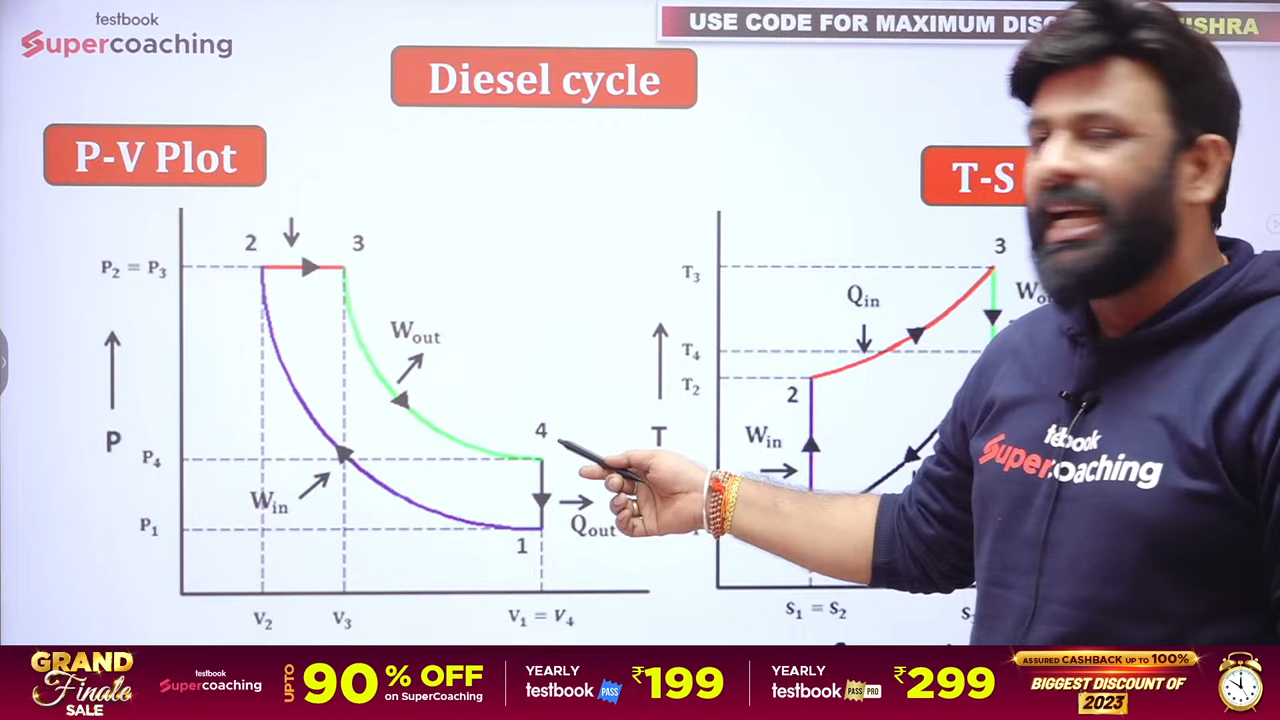 testbook
Supercoaching
USE CODE FOR MAXIMUM
ISHRA
Diesel cycle
P-V Plot
T-S
2
3
P₂ = P₃
Wout
4
P
P₄
Win
Qout
P₁
1
V₂
V₃
V₁ = V₄
3
T₃
Qin
T₄
T₂
2
T
Win
S₁ = S₂
testbook
Supercoaching
GRAND
Finale
SALE
testbook
Supercoaching
UPTO
90% OFF
on SuperCoaching
YEARLY
testbook PASS
₹199
YEARLY
testbook PASS PRO
₹299
ASSURED CASHBACK UP TO 100%
BIGGEST DISCOUNT OF
2023